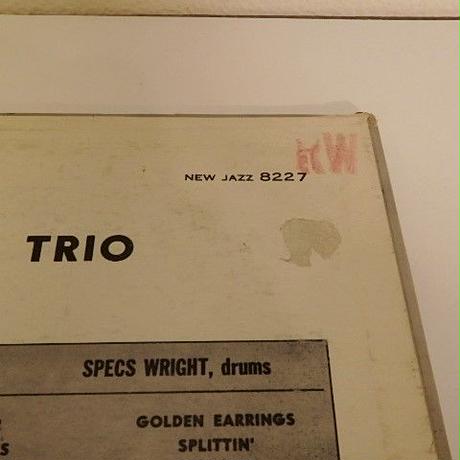 NEW JAZZ 8227
TRIO
SPECS WRIGHT, drums
GOLDEN EARRINGS
S SPLITTIN'